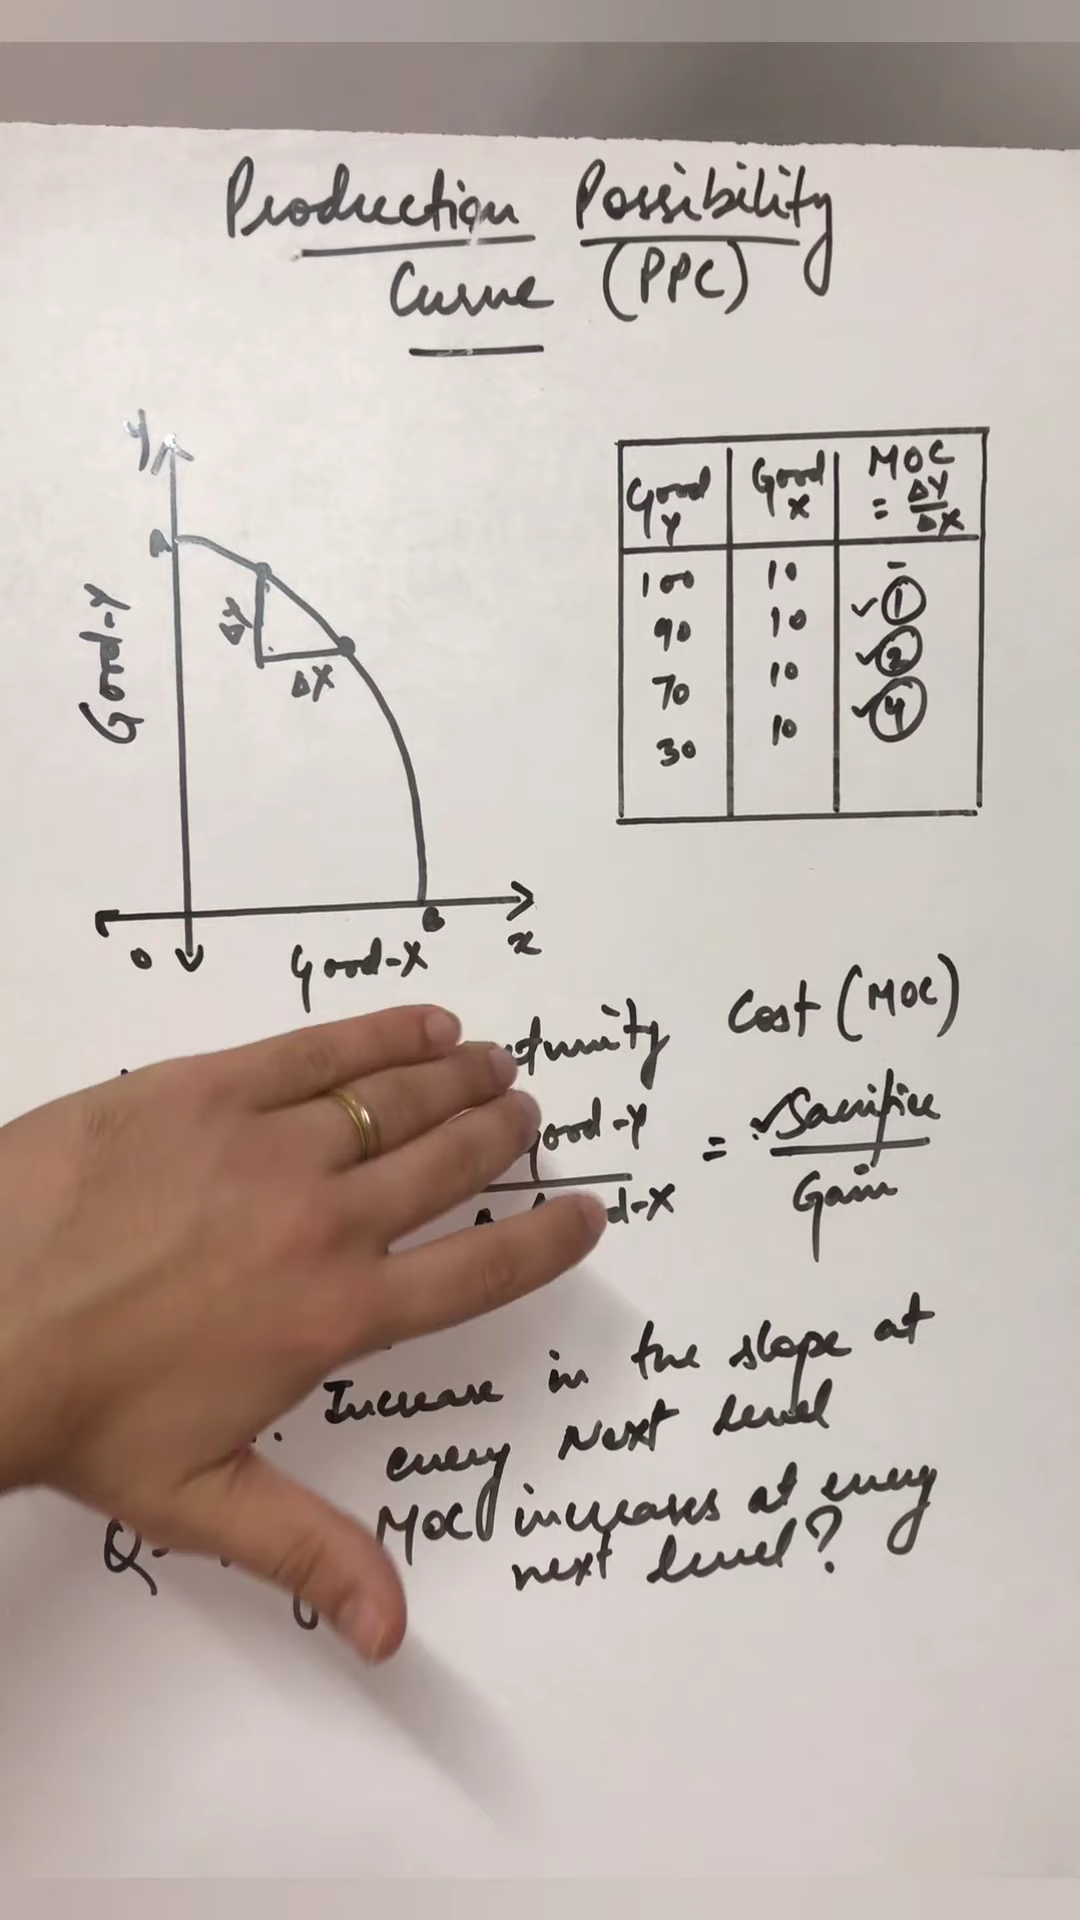 Production Possibility
Curve (PPC)
Y
A
Good-Y
ΔY
ΔX
B
0
Good-X
x
Good Y | Good X | MOC = ΔY/ΔX
100 | 10 | -
90 | 10 | ✓ 1
70 | 10 | ✓ 2
30 | 10 | ✓ 4
Cost (MOC)
Good-Y = ✓ Sacrifice
Gain
Increase in the slope at
every Next level
Q- MOC increases at every
next level?